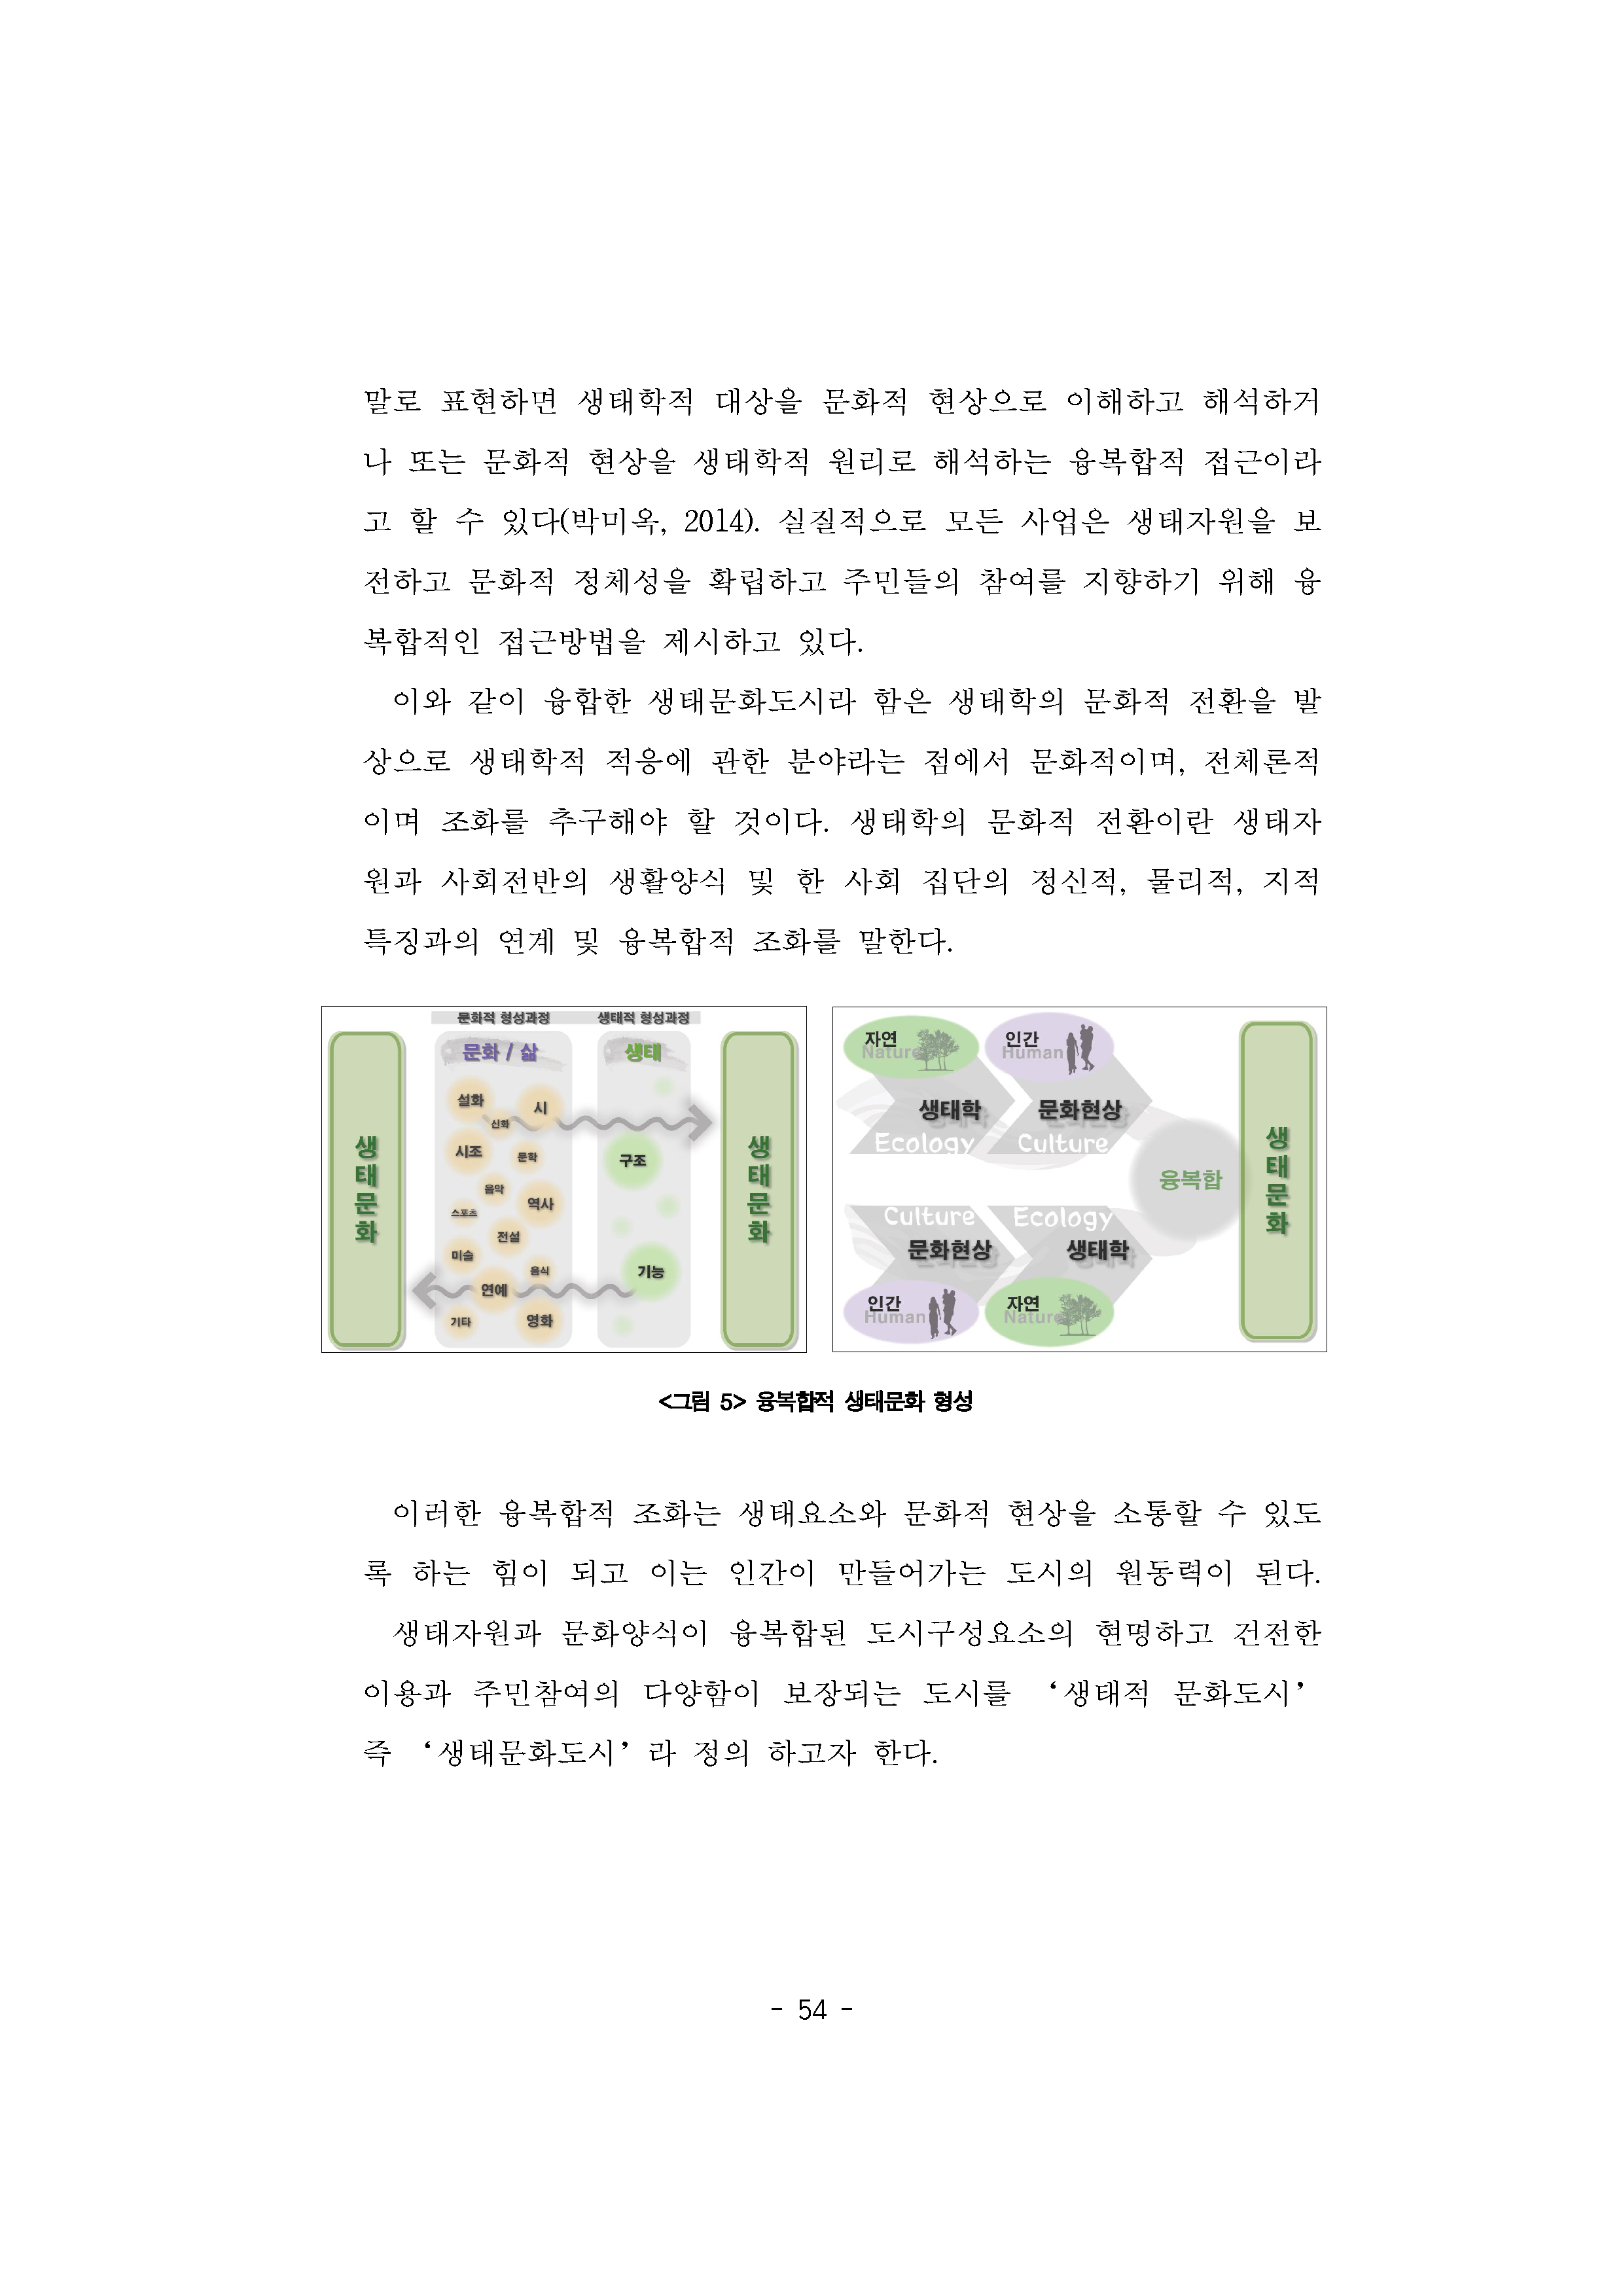 말로 표현하면 생태학적 대상을 문화적 현상으로 이해하고 해석하거
나 또는 문화적 현상을 생태학적 원리로 해석하는 융복합적 접근이라
고 할 수 있다(박미옥, 2014). 실질적으로 모든 사업은 생태자원을 보
전하고 문화적 정체성을 확립하고 주민들의 참여를 지향하기 위해 융
복합적인 접근방법을 제시하고 있다.
이와 같이 융합한 생태문화도시라 함은 생태학의 문화적 전환을 발
상으로 생태학적 적응에 관한 분야라는 점에서 문화적이며, 전체론적
이며 조화를 추구해야 할 것이다. 생태학의 문화적 전환이란 생태자
원과 사회전반의 생활양식 및 한 사회 집단의 정신적, 물리적, 지적
특징과의 연계 및 융복합적 조화를 말한다.
문화적 형성과정 생태적 형성과정
문화 / 삶
생태
생태문화
설화
시
신화
시조
문학
음악
역사
스포츠
전설
미술
음식
연예
기타
영화
구조
기능
생태문화
자연
Nature
인간
Human
생태학
문화현상
Ecology
Culture
융복합
Culture
Ecology
문화현상
생태학
인간
Human
자연
Nature
생태문화
<그림 5> 융복합적 생태문화 형성
이러한 융복합적 조화는 생태요소와 문화적 현상을 소통할 수 있도
록 하는 힘이 되고 이는 인간이 만들어가는 도시의 원동력이 된다.
생태자원과 문화양식이 융복합된 도시구성요소의 현명하고 건전한
이용과 주민참여의 다양함이 보장되는 도시를 ‘생태적 문화도시’
즉 ‘생태문화도시’라 정의 하고자 한다.
- 54 -